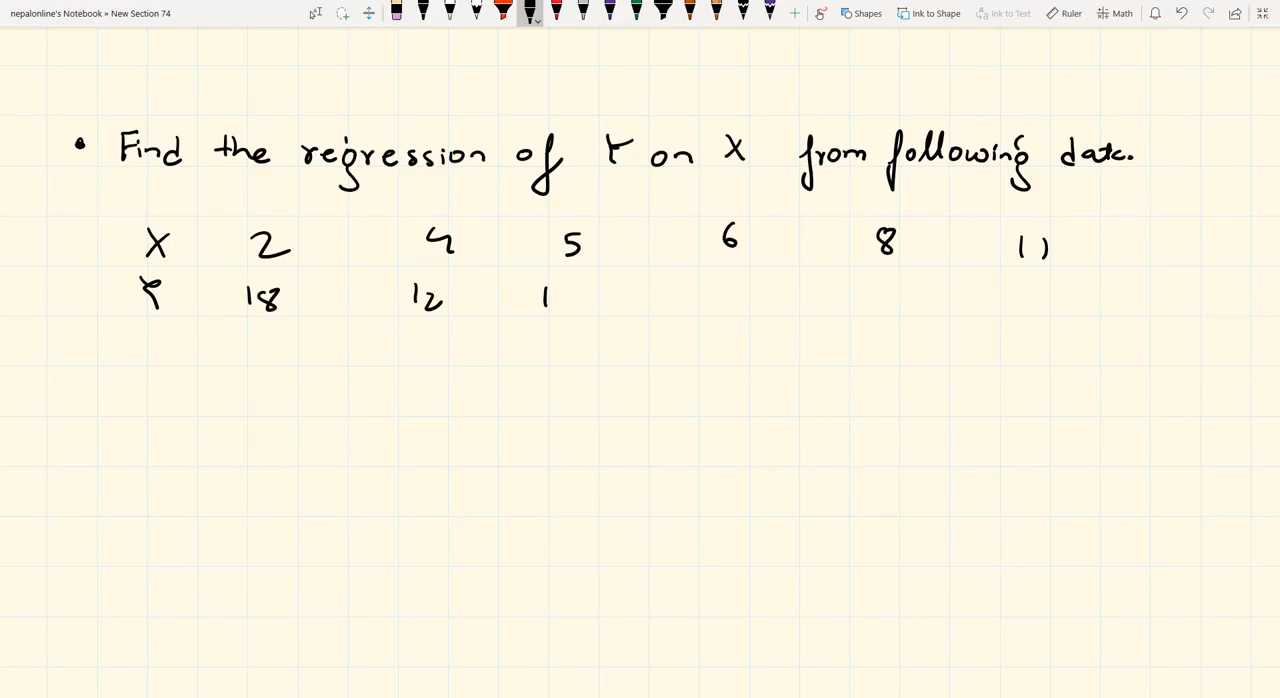 nepalonline's Notebook » New Section 74
Shapes Ink to Shape Ink to Text Ruler Math
• Find the regression of Y on X from following data.
X 2 4 5 6 8 11
Y 18 12 1